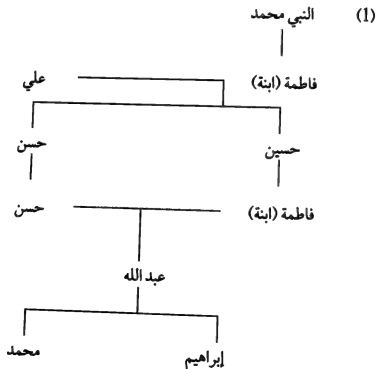 (1) النبي محمد
فاطمة (ابنة) علي
حسين حسن
فاطمة (ابنة) حسن
عبد الله
إبراهيم محمد